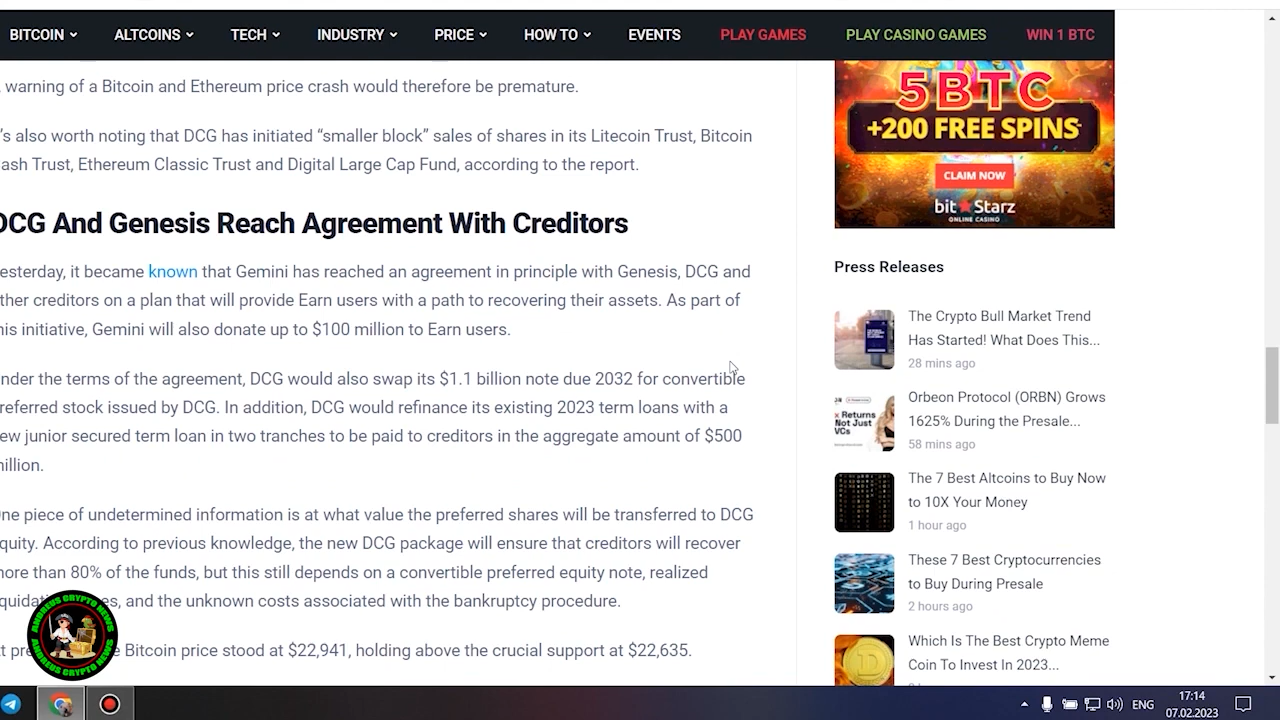 BITCOIN ALTCOINS TECH INDUSTRY PRICE HOW TO EVENTS PLAY GAMES PLAY CASINO GAMES WIN 1 BTC
warning of a Bitcoin and Ethereum price crash would therefore be premature.
's also worth noting that DCG has initiated “smaller block” sales of shares in its Litecoin Trust, Bitcoin
ash Trust, Ethereum Classic Trust and Digital Large Cap Fund, according to the report.
DCG And Genesis Reach Agreement With Creditors
esterday, it became known that Gemini has reached an agreement in principle with Genesis, DCG and
ther creditors on a plan that will provide Earn users with a path to recovering their assets. As part of
his initiative, Gemini will also donate up to $100 million to Earn users.
nder the terms of the agreement, DCG would also swap its $1.1 billion note due 2032 for convertible
referred stock issued by DCG. In addition, DCG would refinance its existing 2023 term loans with a
ew junior secured term loan in two tranches to be paid to creditors in the aggregate amount of $500
million.
One piece of undetermined information is at what value the preferred shares will be transferred to DCG
quity. According to previous knowledge, the new DCG package will ensure that creditors will recover
more than 80% of the funds, but this still depends on a convertible preferred equity note, realized
and the unknown costs associated with the bankruptcy procedure.
Bitcoin price stood at $22,941, holding above the crucial support at $22,635.
ANDREUS CRYPTO NEWS
ANDREUS CRYPTO NEWS
5BTC
+200 FREE SPINS
CLAIM NOW
bitStarz
ONLINE CASINO
Press Releases
The Crypto Bull Market Trend
Has Started! What Does This...
28 mins ago
Returns
Not Just
VCs
Orbeon Protocol (ORBN) Grows
1625% During the Presale...
58 mins ago
The 7 Best Altcoins to Buy Now
to 10X Your Money
1 hour ago
These 7 Best Cryptocurrencies
to Buy During Presale
2 hours ago
Which Is The Best Crypto Meme
Coin To Invest In 2023...
ENG
17:14
07.02.2023